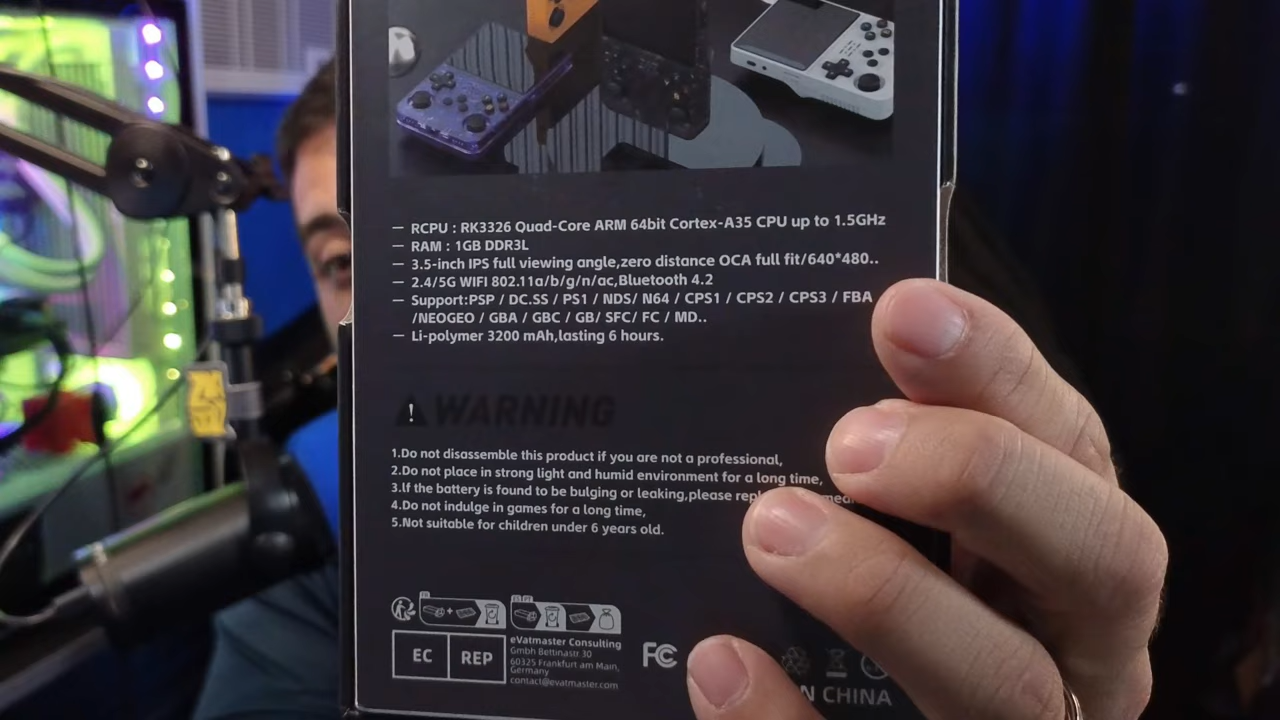 — RCPU : RK3326 Quad-Core ARM 64bit Cortex-A35 CPU up to 1.5GHz
— RAM : 1GB DDR3L
— 3.5-inch IPS full viewing angle,zero distance OCA full fit/640*480..
— 2.4/5G WIFI 802.11a/b/g/n/ac,Bluetooth 4.2
— Support:PSP / DC.SS / PS1 / NDS/ N64 / CPS1 / CPS2 / CPS3 / FBA
/NEOGEO / GBA / GBC / GB/ SFC/ FC / MD..
— Li-polymer 3200 mAh,lasting 6 hours.
! WARNING
1.Do not disassemble this product if you are not a professional,
2.Do not place in strong light and humid environment for a long time,
3.If the battery is found to be bulging or leaking,please
4.Do not indulge in games for a long time,
5.Not suitable for children under 6 years old.
EC REP
eVatmaster Consulting
Gmbh Bettinastr 30
60325 Frankfurt am Main,
Germany
contact@evatmaster.com
FC
CHINA